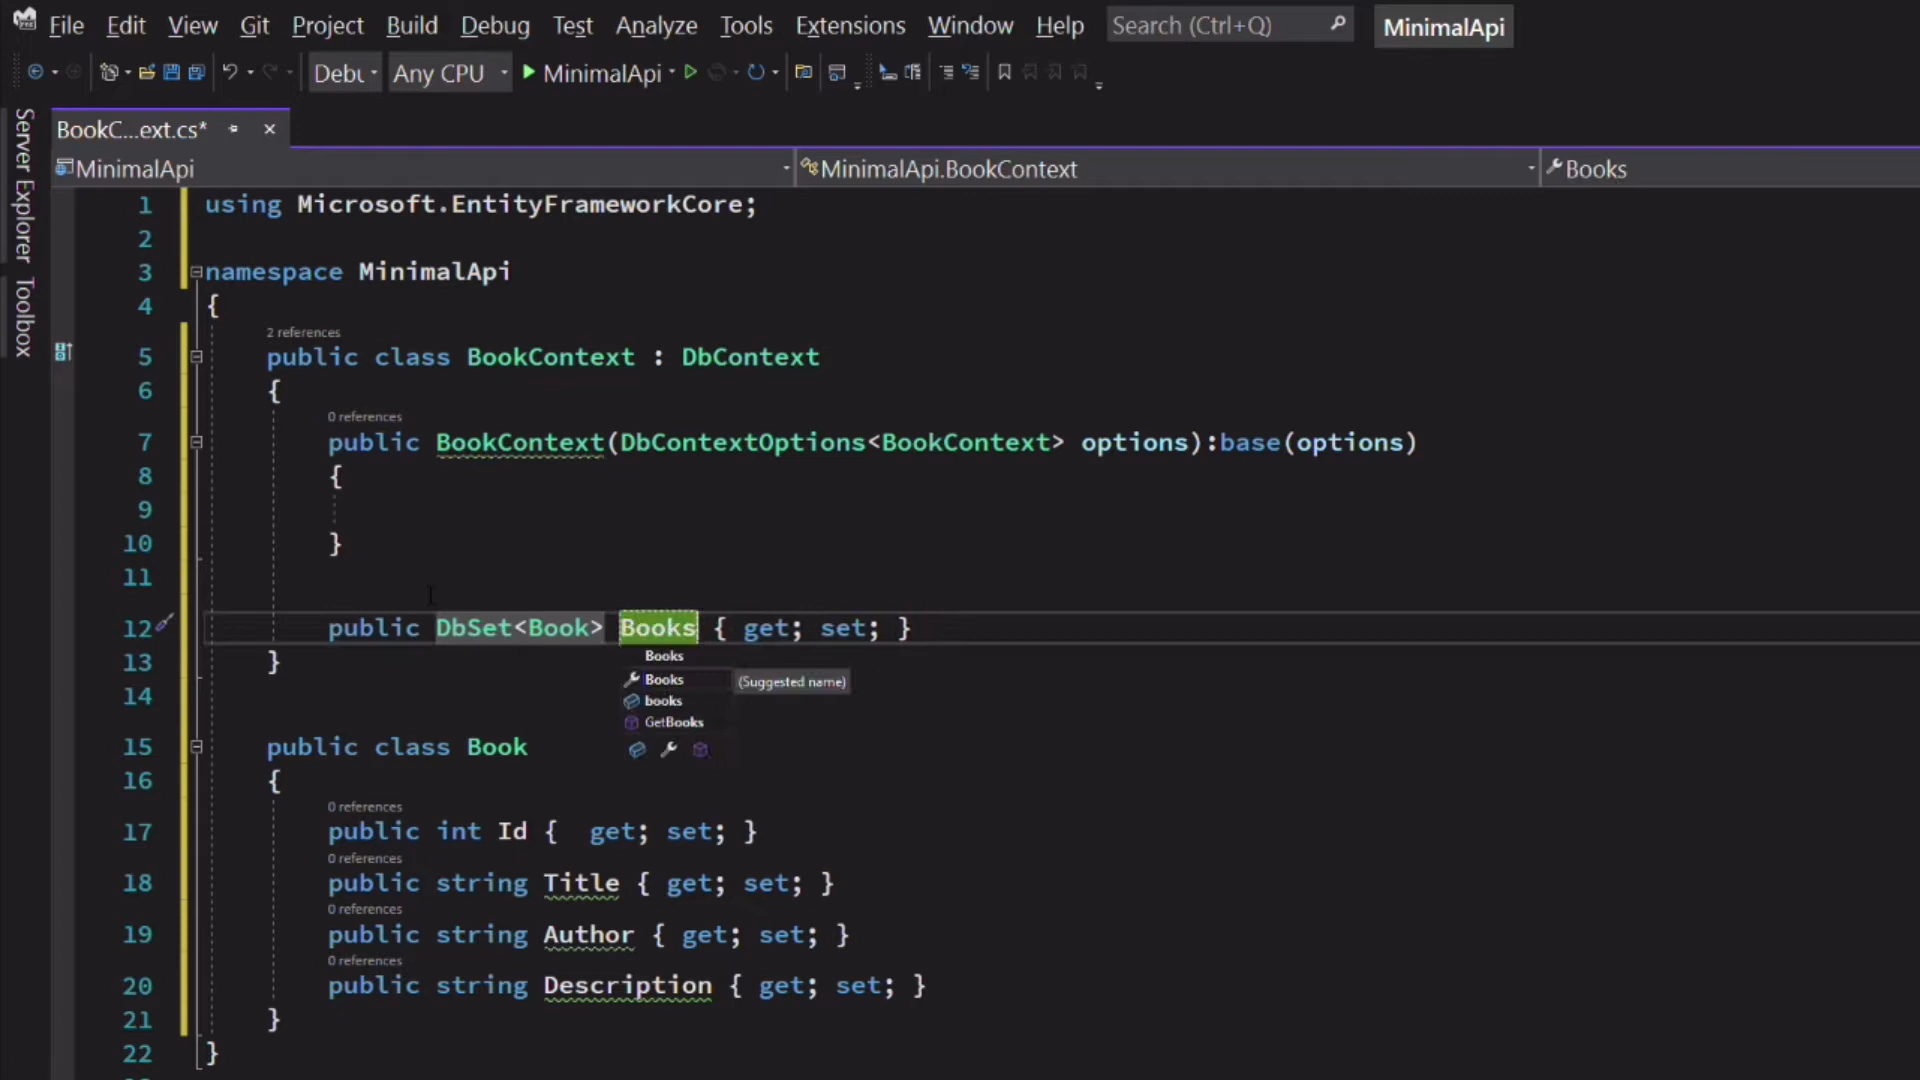 File Edit View Git Project Build Debug Test Analyze Tools Extensions Window Help Search (Ctrl+Q) MinimalApi
Debu Any CPU MinimalApi
Server Explorer
Toolbox
BookC...ext.cs*
MinimalApi MinimalApi.BookContext Books
1 using Microsoft.EntityFrameworkCore;
2
3 namespace MinimalApi
4 {
2 references
5 public class BookContext : DbContext
6 {
0 references
7 public BookContext(DbContextOptions<BookContext> options):base(options)
8 {
9
10 }
11
12 public DbSet<Book> Books { get; set; }
13 }
Books
Books (Suggested name)
14
books
GetBooks
15 public class Book
16 {
0 references
17 public int Id { get; set; }
0 references
18 public string Title { get; set; }
0 references
19 public string Author { get; set; }
0 references
20 public string Description { get; set; }
21 }
22 }